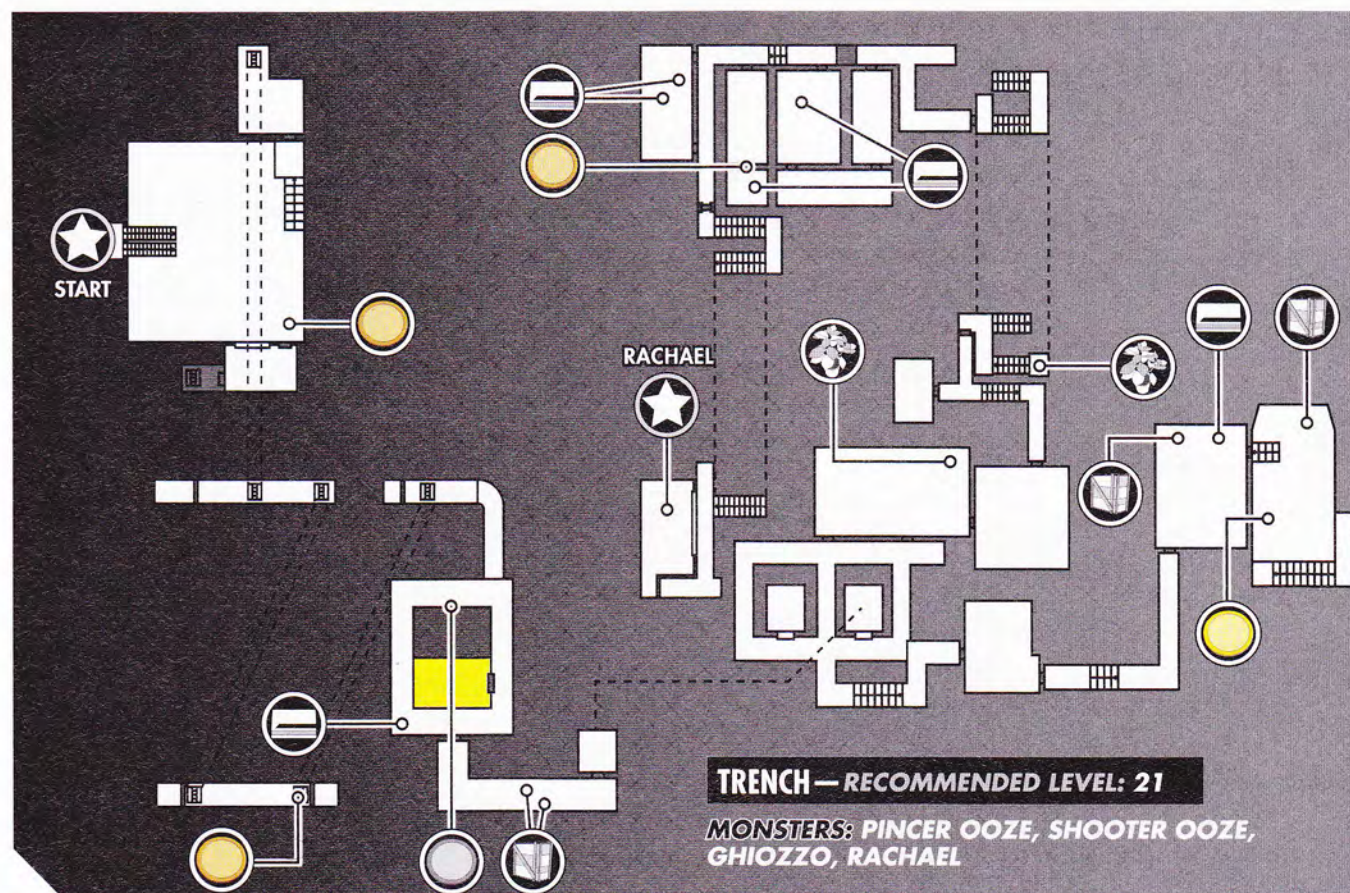 START
RACHAEL
TRENCH — RECOMMENDED LEVEL: 21
MONSTERS: PINCER OOZE, SHOOTER OOZE,
GHIOZZO, RACHAEL